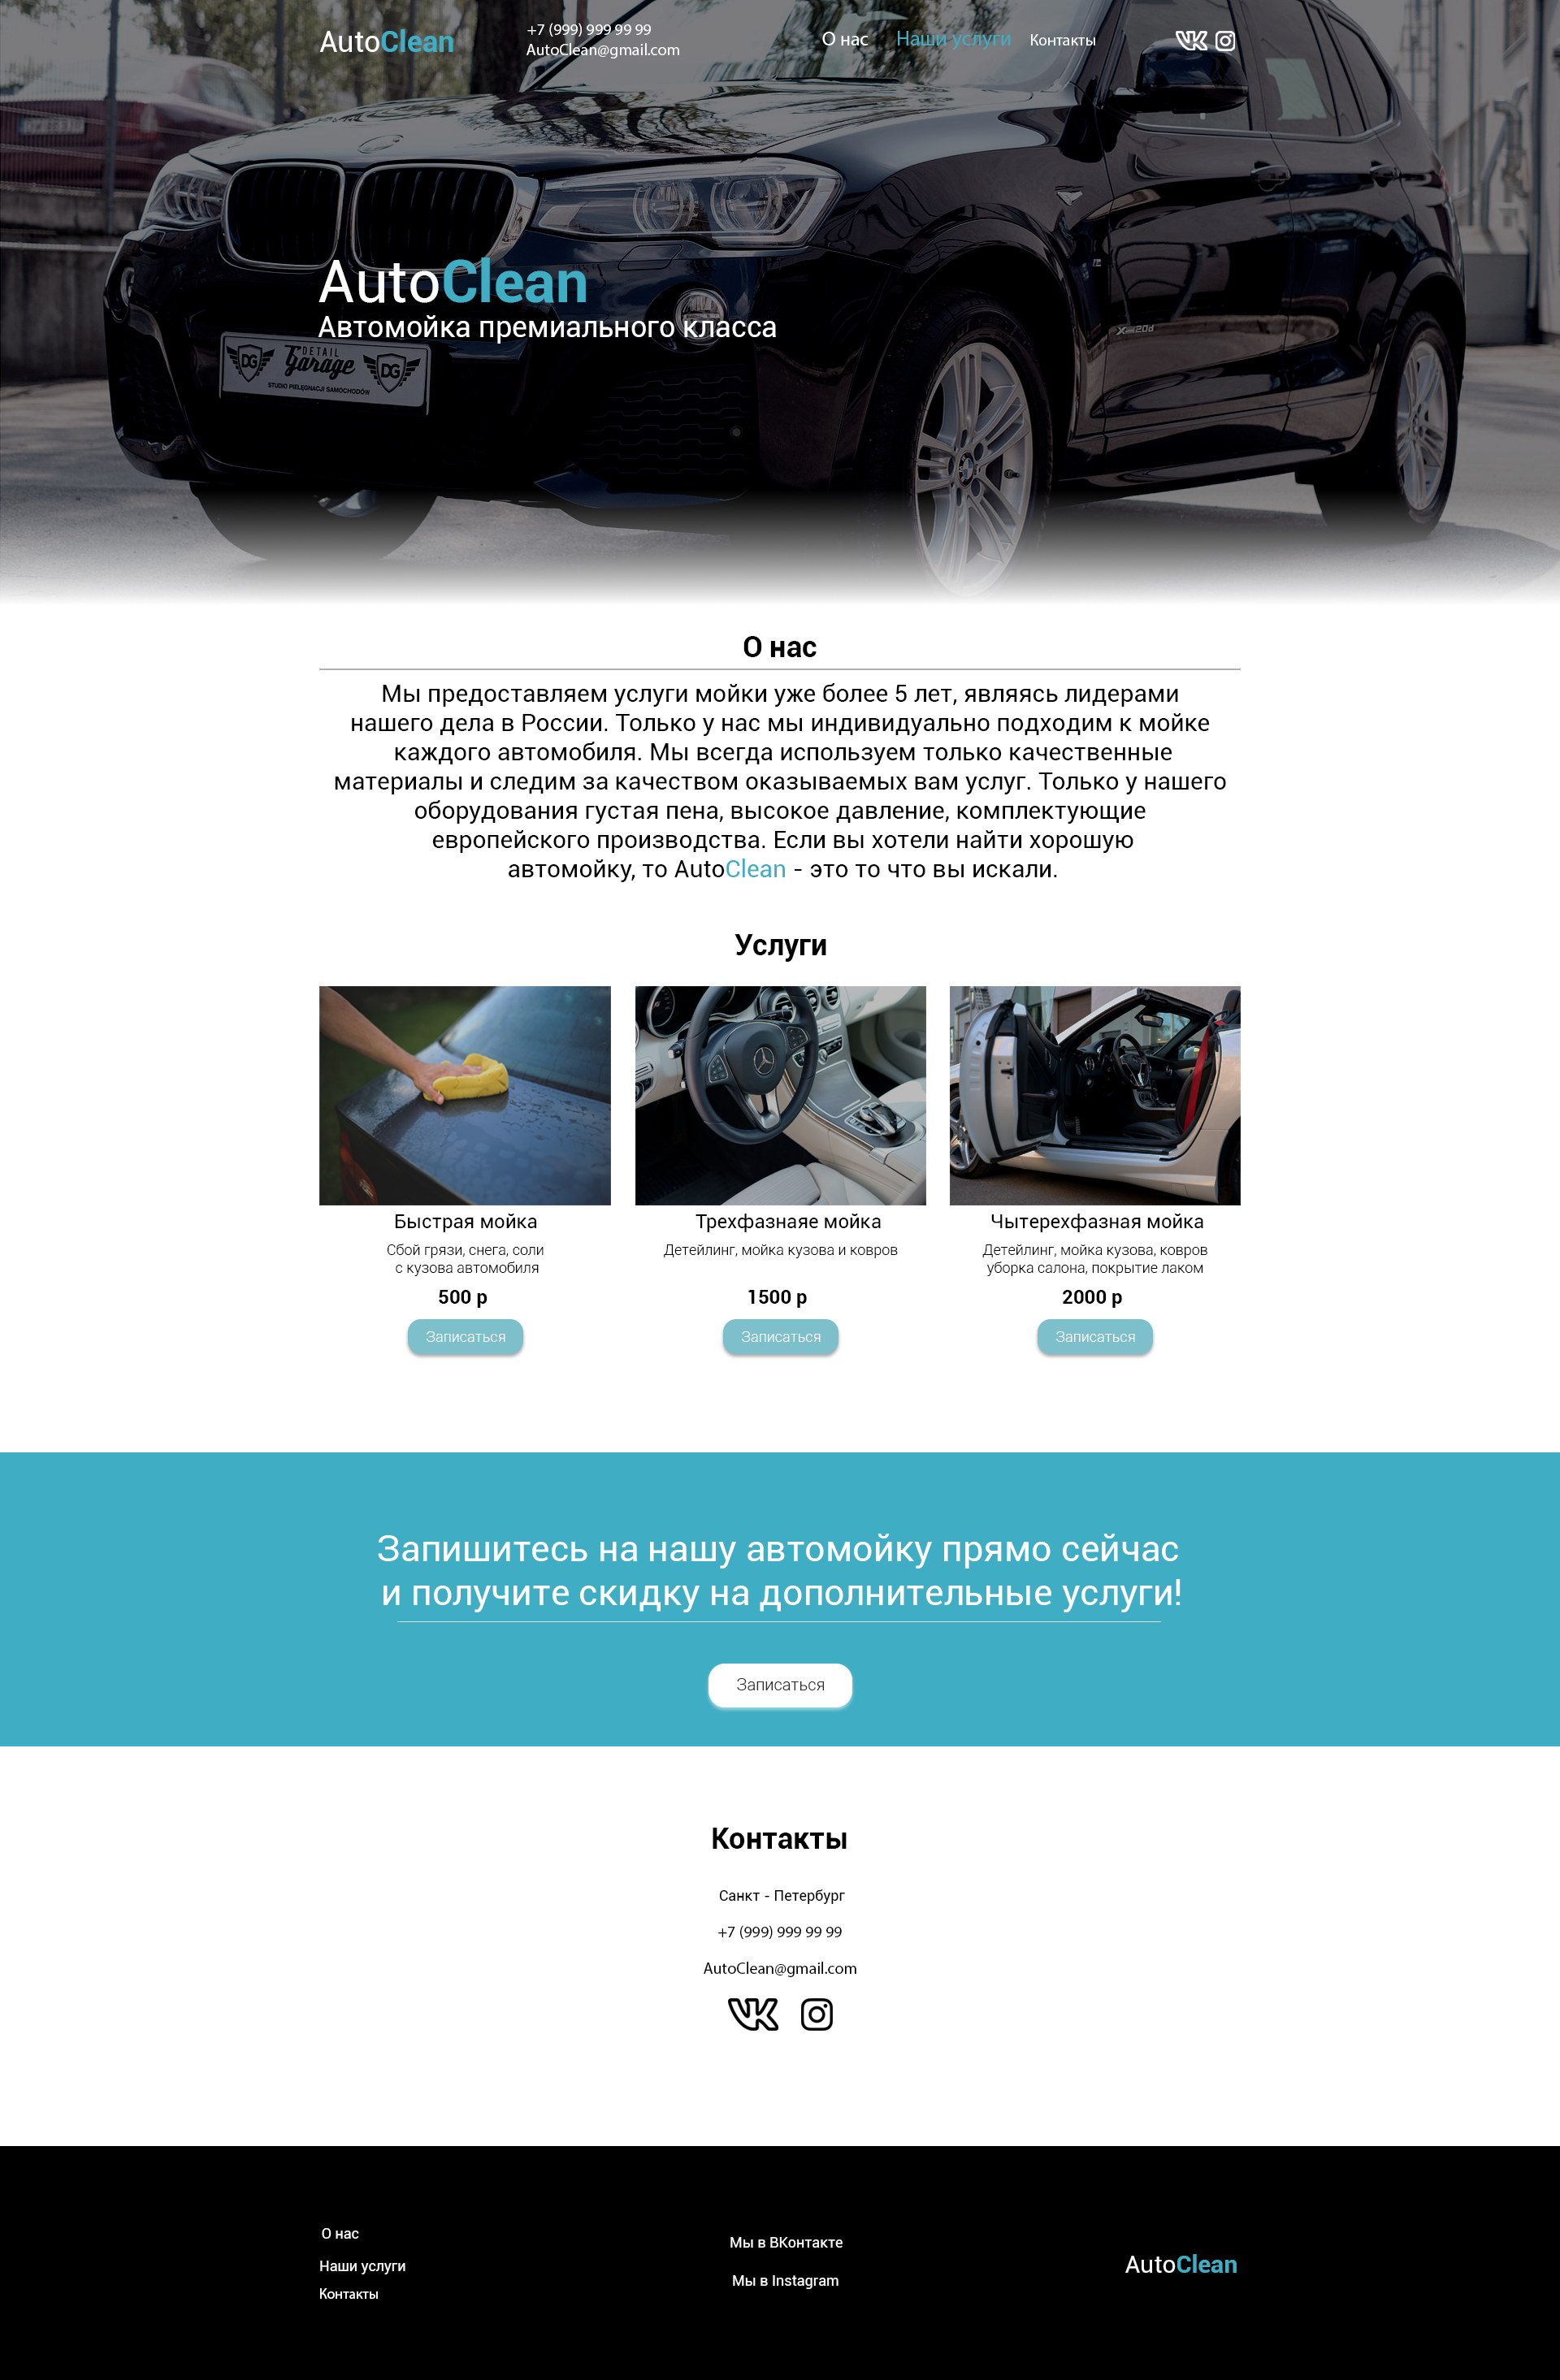 AutoClean
+7 (999) 999 99 99
AutoClean@gmail.com
О нас Наши услуги Контакты
AutoClean
Автомойка премиального класса
DETAIL
Garage
DG DG
STUDIO PIELĘGNACJI SAMOCHODÓW
О нас
Мы предоставляем услуги мойки уже более 5 лет, являясь лидерами
нашего дела в России. Только у нас мы индивидуально подходим к мойке
каждого автомобиля. Мы всегда используем только качественные
материалы и следим за качеством оказываемых вам услуг. Только у нашего
оборудования густая пена, высокое давление, комплектующие
европейского производства. Если вы хотели найти хорошую
автомойку, то AutoClean - это то что вы искали.
Услуги
Быстрая мойка
Сбой грязи, снега, соли
с кузова автомобиля
500 р
Записаться
Трехфазнаяе мойка
Детейлинг, мойка кузова и ковров
1500 р
Записаться
Чытерехфазная мойка
Детейлинг, мойка кузова, ковров
уборка салона, покрытие лаком
2000 р
Записаться
Запишитесь на нашу автомойку прямо сейчас
и получите скидку на дополнительные услуги!
Записаться
Контакты
Санкт - Петербург
+7 (999) 999 99 99
AutoClean@gmail.com
О нас
Наши услуги
Контакты
Мы в ВКонтакте
Мы в Instagram
AutoClean